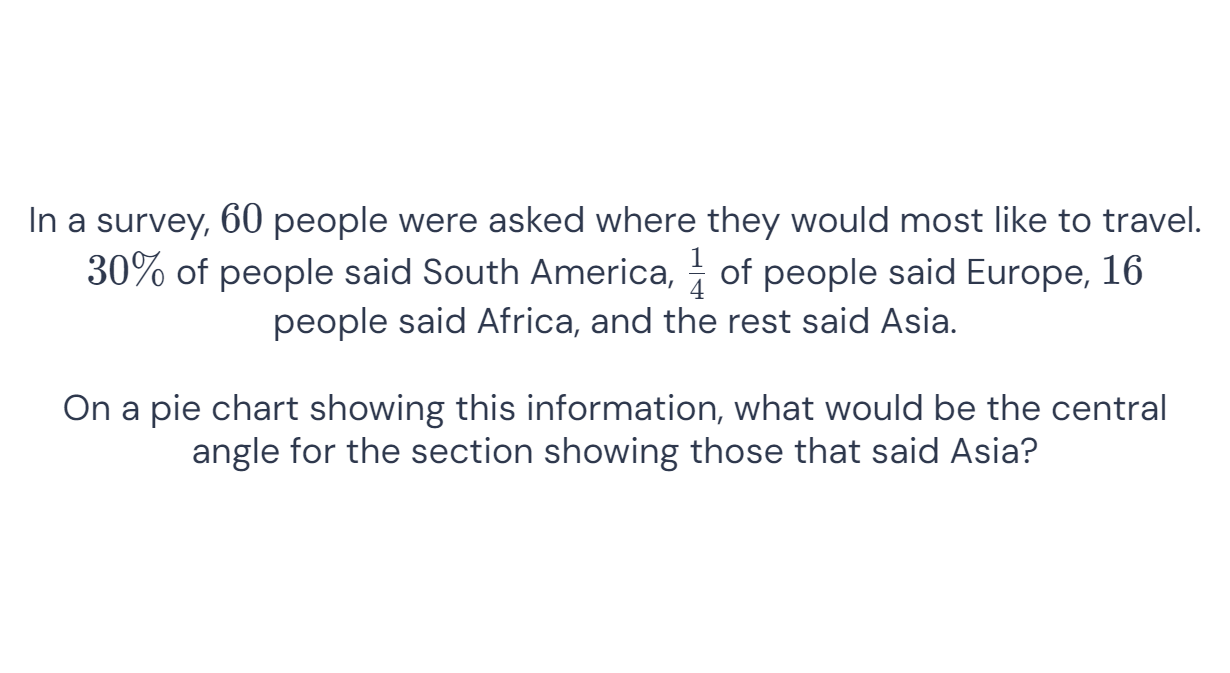 In a survey, 60 people were asked where they would most like to travel.
30% of people said South America, 1/4 of people said Europe, 16
people said Africa, and the rest said Asia.
On a pie chart showing this information, what would be the central
angle for the section showing those that said Asia?